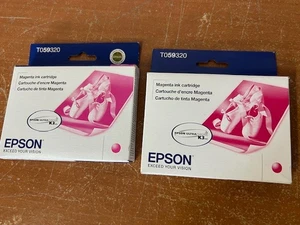 T059320
Magenta ink cartridge
Cartouche d'encre Magenta
Cartucho de tinta Magenta
EPSON
EXCEED YOUR VISION
T059320
Magenta ink cartridge
Cartouche d'encre Magenta
Cartucho de tinta Magenta
K3
EPSON
EXCEED YOUR VISION